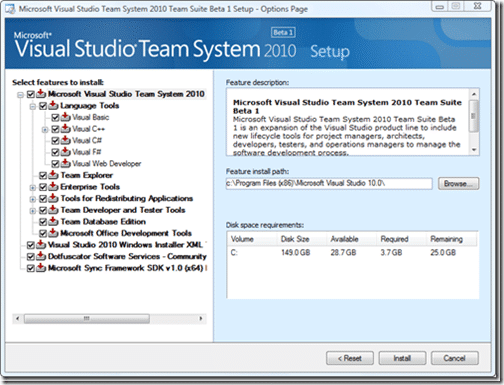 Microsoft Visual Studio Team System 2010 Team Suite Beta 1 Setup - Options Page
Microsoft®
Visual Studio® Team System 2010 Setup
Beta 1
Select features to install:
Microsoft Visual Studio Team System 2010
Language Tools
Visual Basic
Visual C++
Visual C#
Visual F#
Visual Web Developer
Team Explorer
Enterprise Tools
Tools for Redistributing Applications
Team Developer and Tester Tools
Team Database Edition
Microsoft Office Development Tools
Visual Studio 2010 Windows Installer XML
Dotfuscator Software Services - Community
Microsoft Sync Framework SDK v1.0 (x64)
Feature description:
Microsoft Visual Studio Team System 2010 Team Suite
Beta 1
Microsoft Visual Studio Team System 2010 Team Suite Beta
1 is an expansion of the Visual Studio product line to include
new lifecycle tools for project managers, architects,
developers, testers, and operations managers to manage the
software development process.
Feature install path:
c:\Program Files (x86)\Microsoft Visual Studio 10.0\
Browse...
Disk space requirements:
Volume Disk Size Available Required Remaining
C: 149.0 GB 28.7 GB 3.7 GB 25.0 GB
< Reset Install Cancel